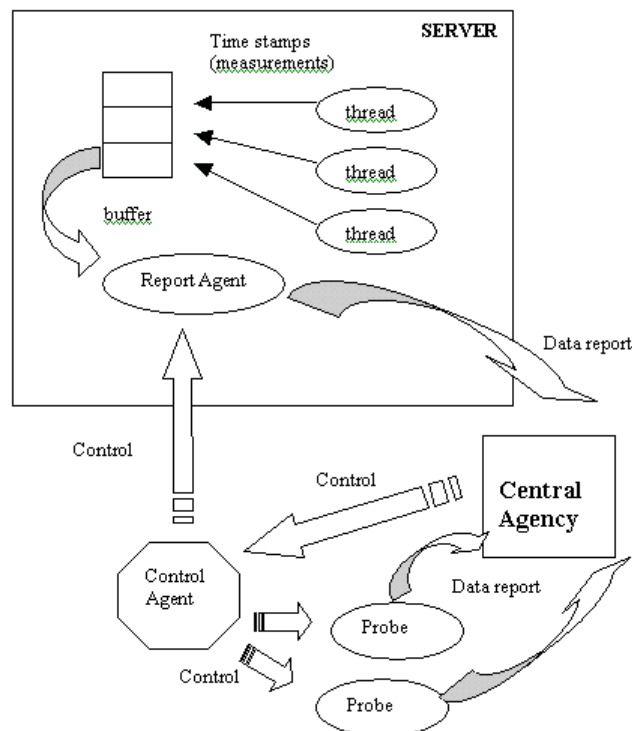 SERVER
Time stamps
(measurements)
thread
thread
thread
buffer
Report Agent
Data report
Control
Control
Central
Agency
Control
Agent
Data report
Probe
Control
Probe